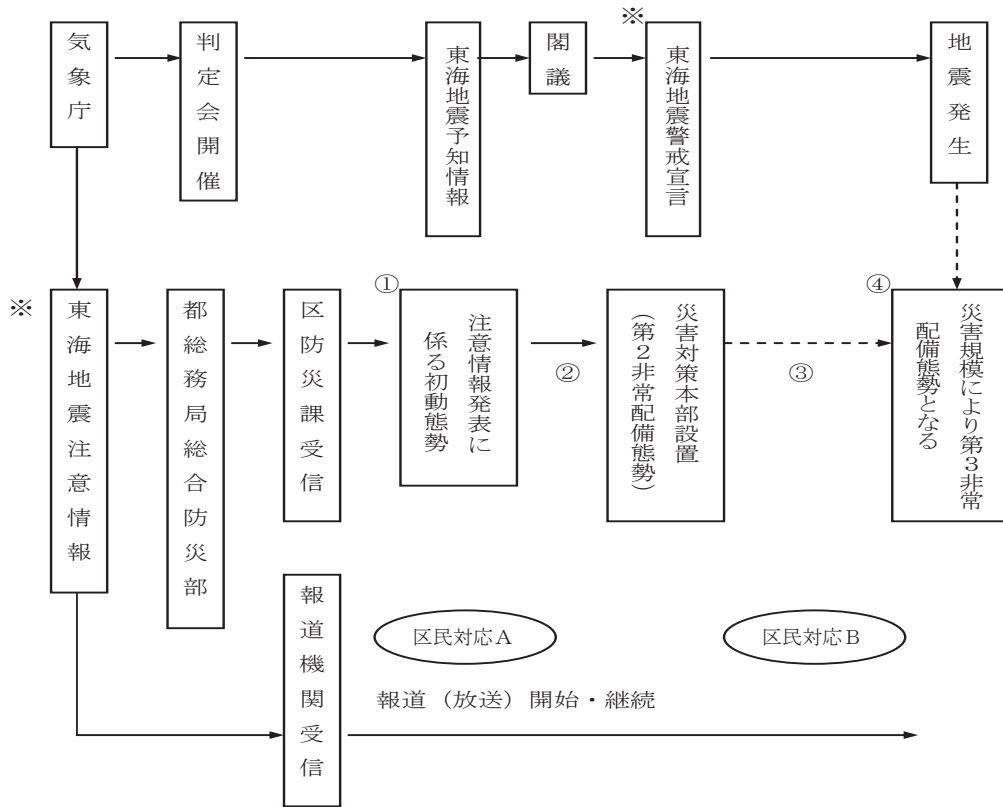 気象庁
判定会開催
東海地震予知情報
閣議
※
東海地震警戒宣言
地震発生
※
東海地震注意情報
都総務局総合防災部
区防災課受信
①
注意情報発表に
係る初動態勢
②
災害対策本部設置
（第２非常配備態勢）
③
④
災害規模により第３非常
配備態勢となる
報道機関受信
区民対応Ａ
区民対応Ｂ
報道（放送）開始・継続